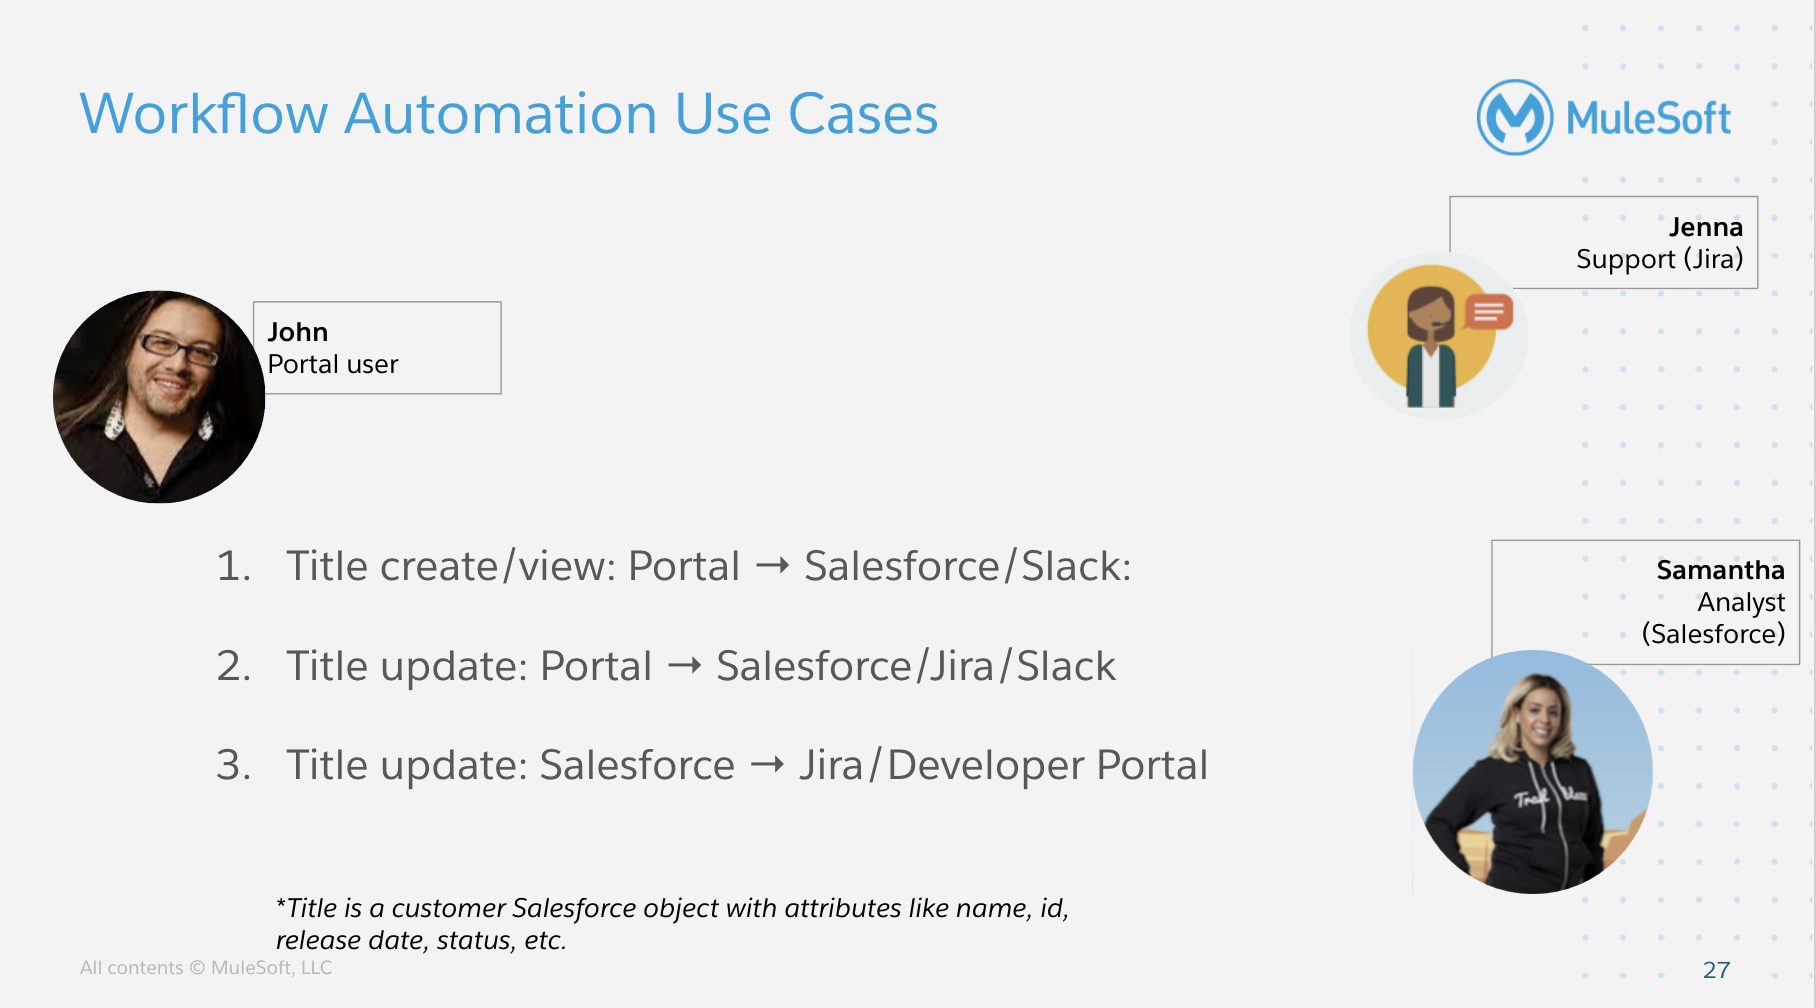 Workflow Automation Use Cases
MuleSoft
Jenna
Support (Jira)
John
Portal user
1. Title create/view: Portal → Salesforce/Slack:
2. Title update: Portal → Salesforce/Jira/Slack
3. Title update: Salesforce → Jira/Developer Portal
Samantha
Analyst
(Salesforce)
*Title is a customer Salesforce object with attributes like name, id,
release date, status, etc.
All contents © MuleSoft, LLC
27